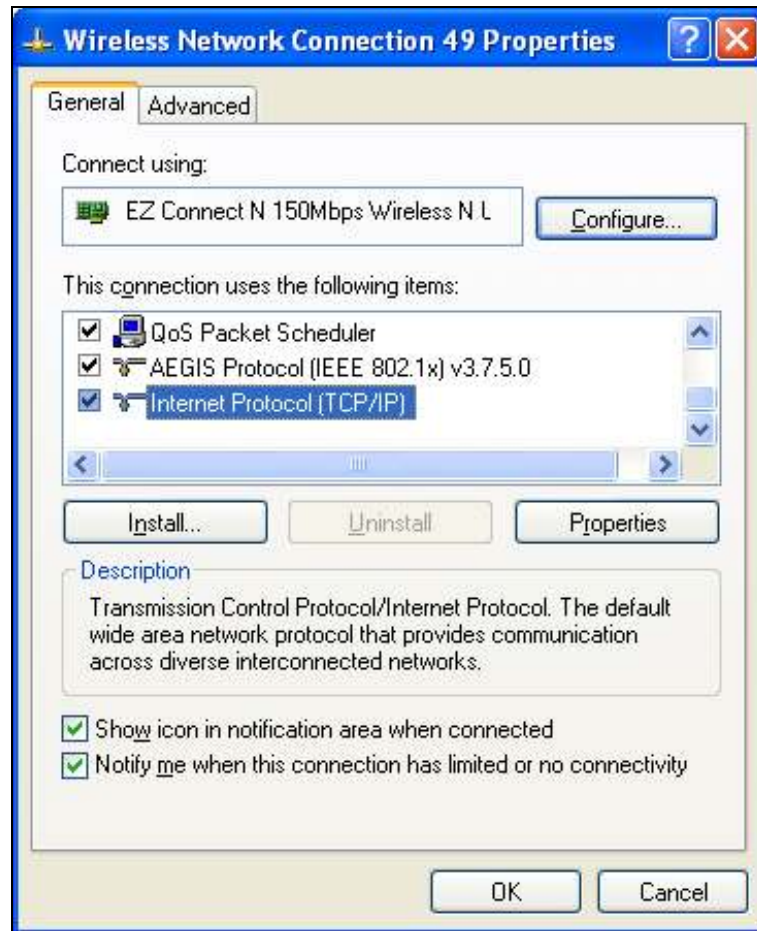 Wireless Network Connection 49 Properties
General
Advanced
Connect using:
EZ Connect N 150Mbps Wireless N
Configure...
This connection uses the following items:
QoS Packet Scheduler
AEGIS Protocol (IEEE 802.1x) v3.7.5.0
Internet Protocol (TCP/IP)
Install...
Uninstall
Properties
Description
Transmission Control Protocol/Internet Protocol. The default
wide area network protocol that provides communication
across diverse interconnected networks.
Show icon in notification area when connected
Notify me when this connection has limited or no connectivity
OK
Cancel